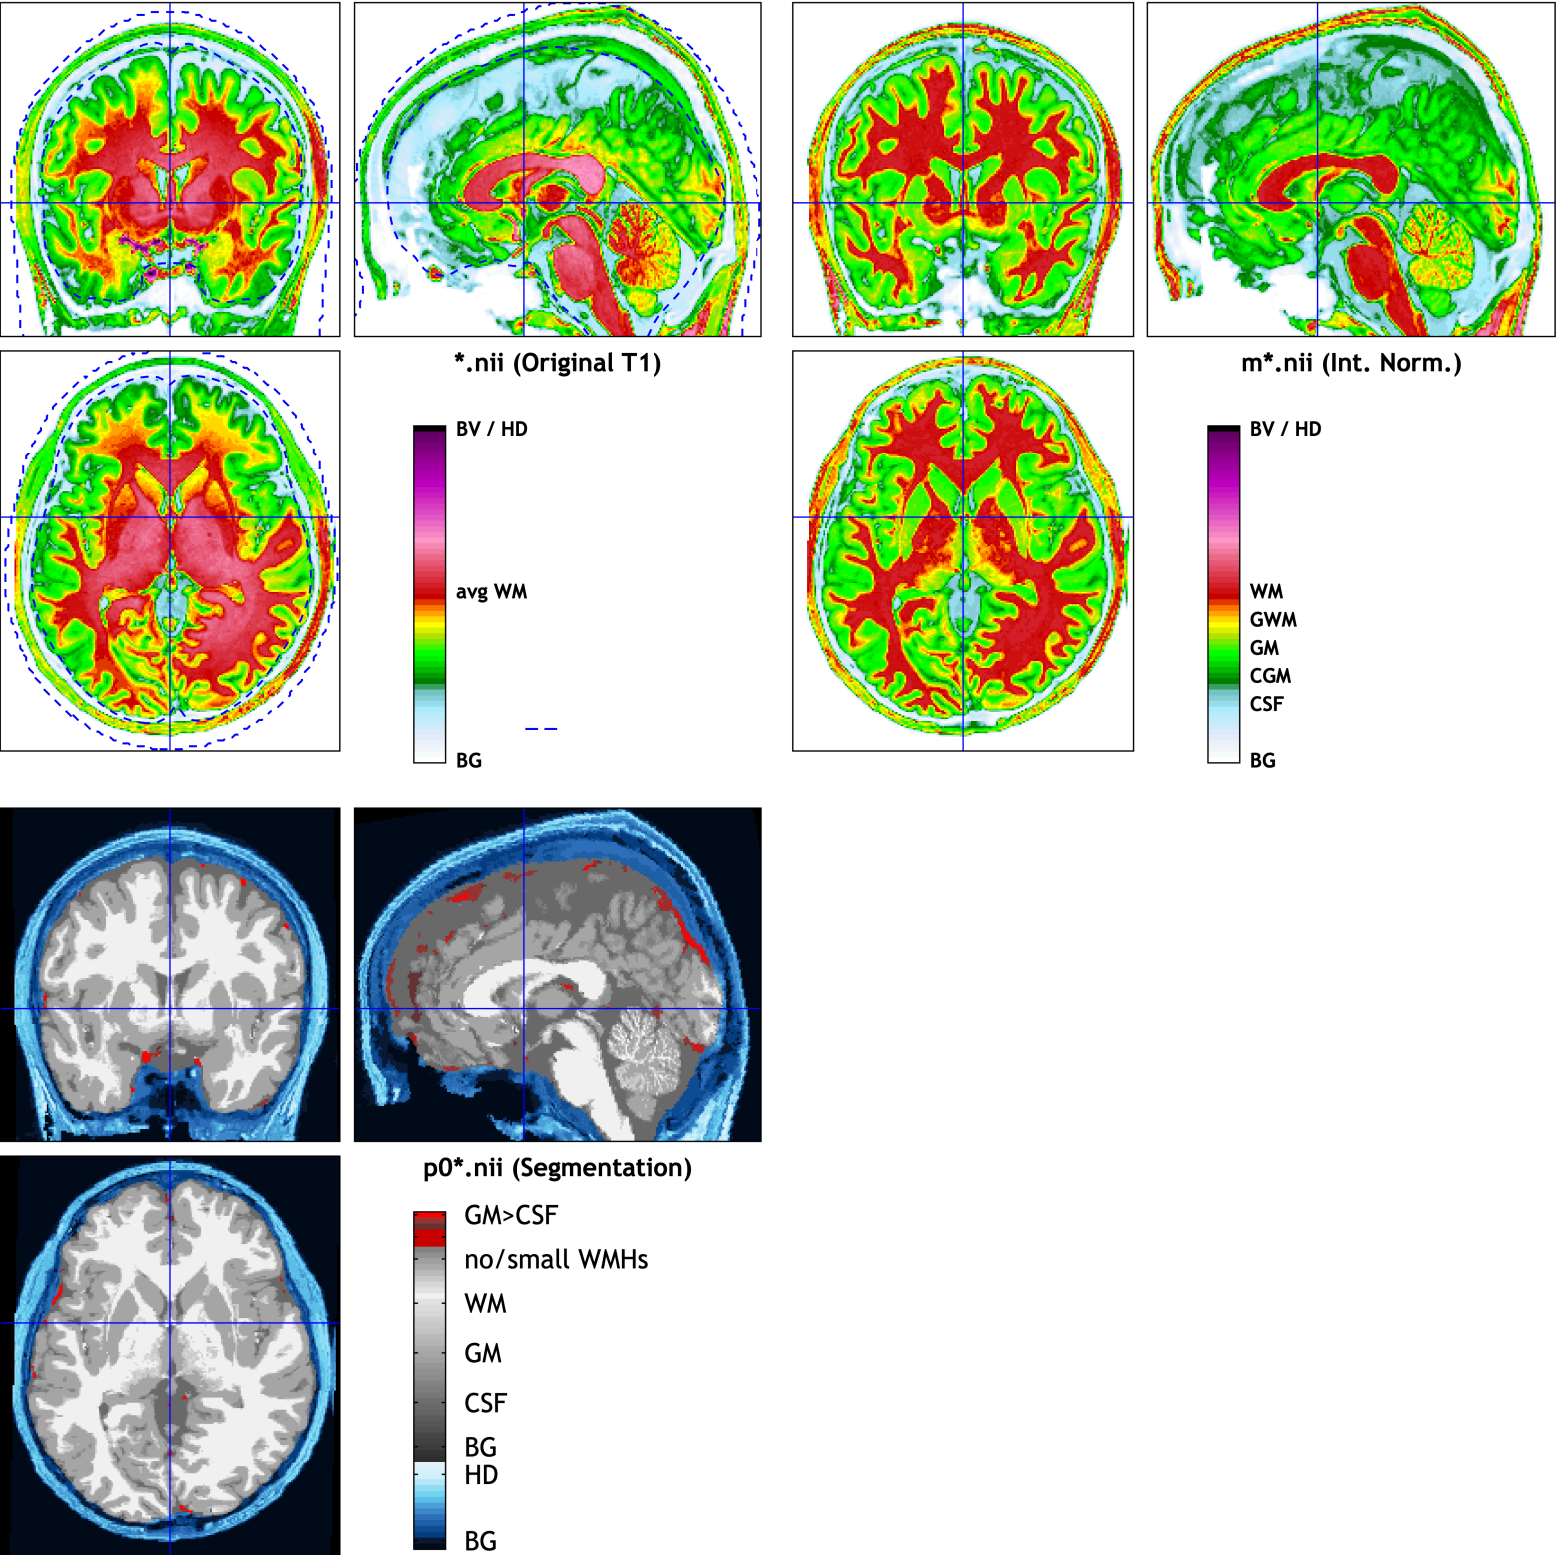 *.nii (Original T1)
BV / HD
avg WM
BG
m*.nii (Int. Norm.)
BV / HD
WM
GWM
GM
CGM
CSF
BG
p0*.nii (Segmentation)
GM>CSF
no/small WMHs
WM
GM
CSF
BG
HD
BG